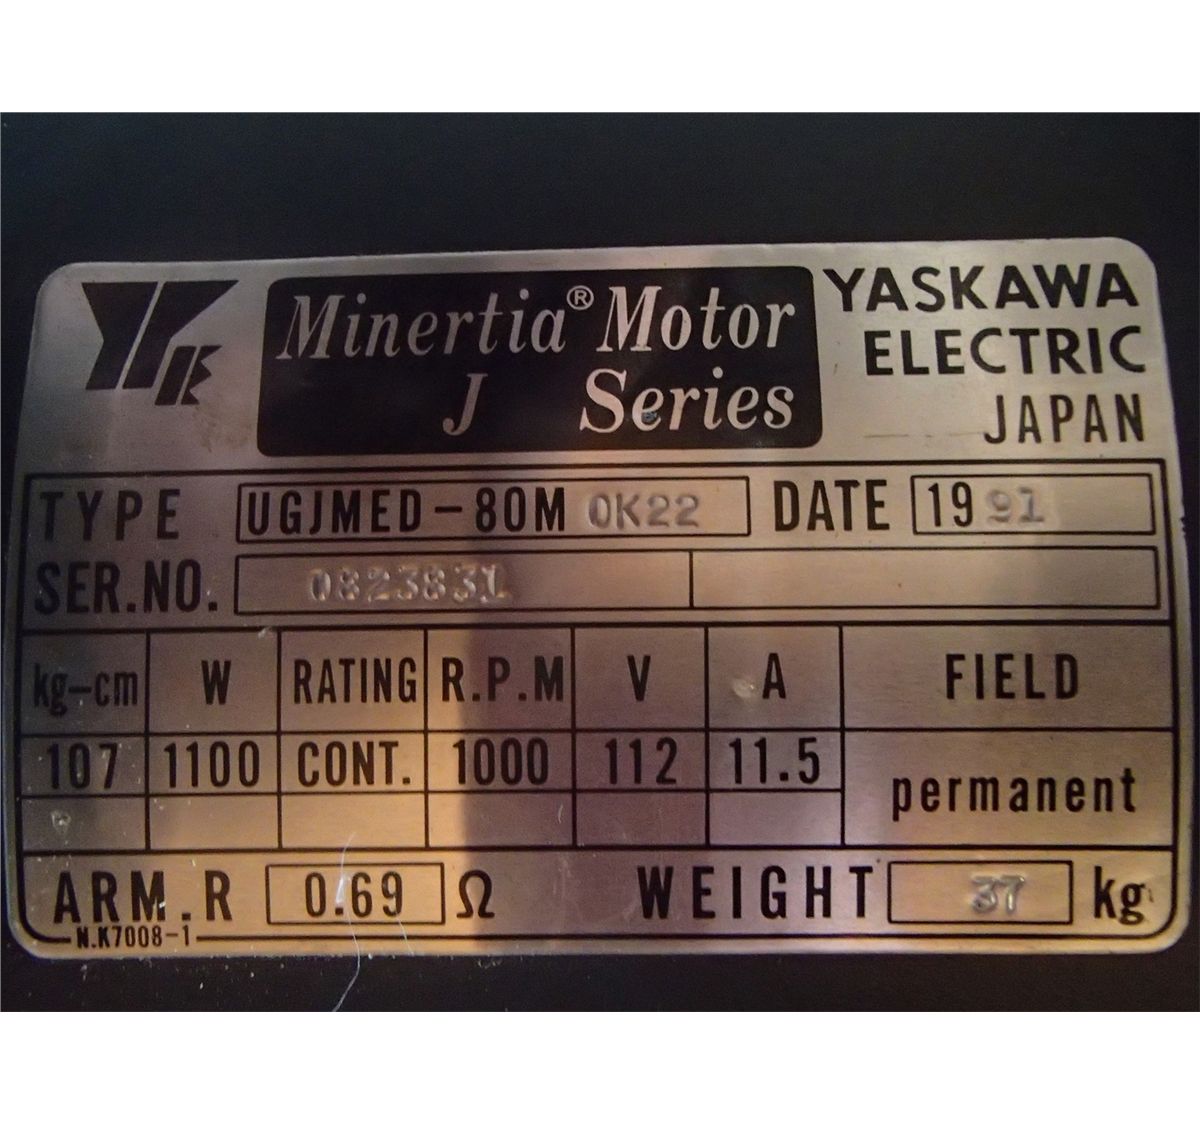 YE
Minertia® Motor
J Series
YASKAWA
ELECTRIC
JAPAN
TYPE UGJMED-80M 0K22 DATE 1991
SER.NO. 0823831
kg-cm W RATING R.P.M V A FIELD
107 1100 CONT. 1000 112 11.5 permanent
ARM.R 0.69 Ω WEIGHT 37 kg
N.K7008-1